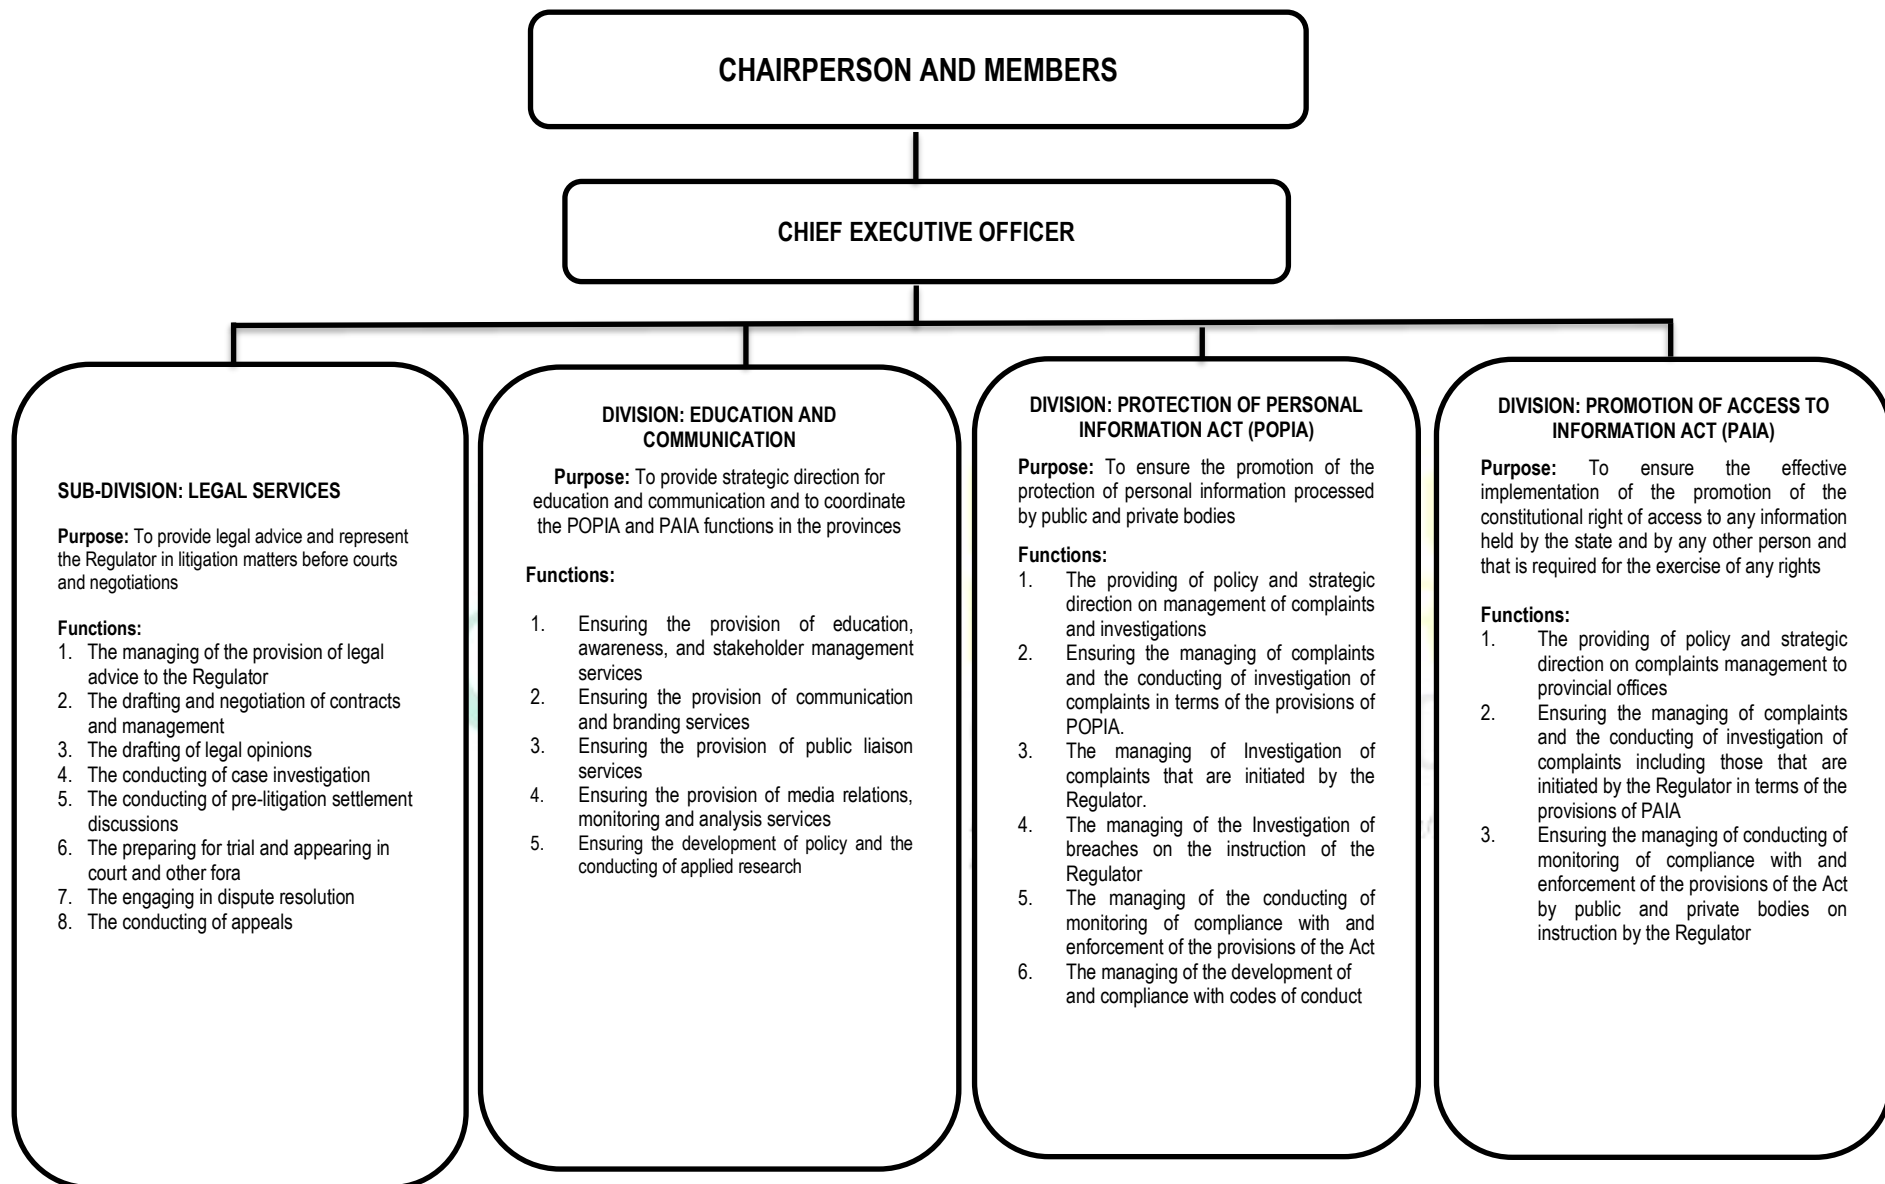 CHAIRPERSON AND MEMBERS
CHIEF EXECUTIVE OFFICER
SUB-DIVISION: LEGAL SERVICES
Purpose: To provide legal advice and represent
the Regulator in litigation matters before courts
and negotiations
Functions:
1. The managing of the provision of legal
advice to the Regulator
2. The drafting and negotiation of contracts
and management
3. The drafting of legal opinions
4. The conducting of case investigation
5. The conducting of pre-litigation settlement
discussions
6. The preparing for trial and appearing in
court and other fora
7. The engaging in dispute resolution
8. The conducting of appeals
DIVISION: EDUCATION AND
COMMUNICATION
Purpose: To provide strategic direction for
education and communication and to coordinate
the POPIA and PAIA functions in the provinces
Functions:
1. Ensuring the provision of education,
awareness, and stakeholder management
services
2. Ensuring the provision of communication
and branding services
3. Ensuring the provision of public liaison
services
4. Ensuring the provision of media relations,
monitoring and analysis services
5. Ensuring the development of policy and the
conducting of applied research
DIVISION: PROTECTION OF PERSONAL
INFORMATION ACT (POPIA)
Purpose: To ensure the promotion of the
protection of personal information processed
by public and private bodies
Functions:
1. The providing of policy and strategic
direction on management of complaints
and investigations
2. Ensuring the managing of complaints
and the conducting of investigation of
complaints in terms of the provisions of
POPIA.
3. The managing of Investigation of
complaints that are initiated by the
Regulator.
4. The managing of the Investigation of
breaches on the instruction of the
Regulator
5. The managing of the conducting of
monitoring of compliance with and
enforcement of the provisions of the Act
6. The managing of the development of
and compliance with codes of conduct
DIVISION: PROMOTION OF ACCESS TO
INFORMATION ACT (PAIA)
Purpose: To ensure the effective
implementation of the promotion of the
constitutional right of access to any information
held by the state and by any other person and
that is required for the exercise of any rights
Functions:
1. The providing of policy and strategic
direction on complaints management to
provincial offices
2. Ensuring the managing of complaints
and the conducting of investigation of
complaints including those that are
initiated by the Regulator in terms of the
provisions of PAIA
3. Ensuring the managing of conducting of
monitoring of compliance with and
enforcement of the provisions of the Act
by public and private bodies on
instruction by the Regulator